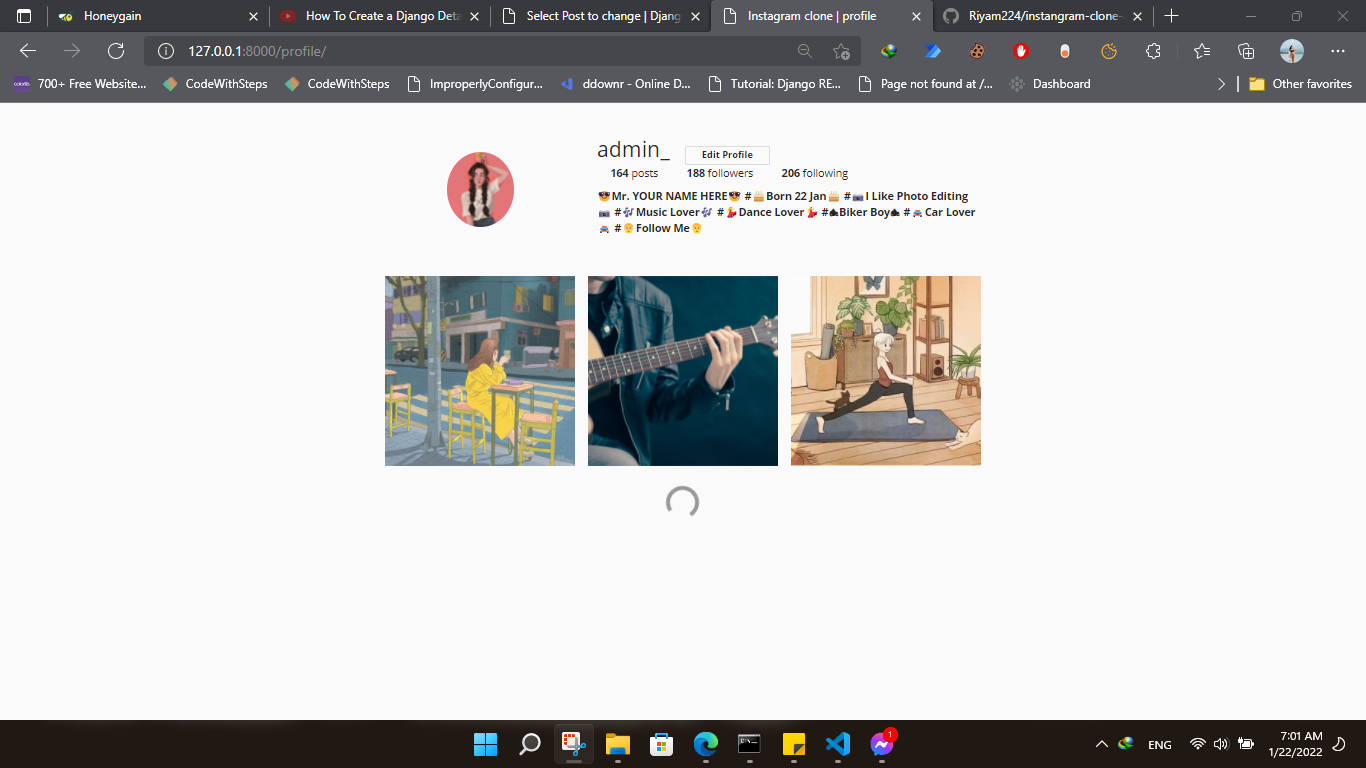 Honeygain
How To Create a Django Deta
Select Post to change | Djang
Instagram clone | profile
Riyam224/instangram-clone-
127.0.0.1:8000/profile/
700+ Free Website...
CodeWithSteps
CodeWithSteps
ImproperlyConfigur...
ddownr - Online D...
Tutorial: Django RE...
Page not found at /...
Dashboard
Other favorites
admin_
Edit Profile
164 posts 188 followers 206 following
😎Mr. YOUR NAME HERE😎 #🎂Born 22 Jan🎂 #📷I Like Photo Editing
📷 #🎶Music Lover🎶 #💃Dance Lover💃 #♠Biker Boy♠ #🚘Car Lover
🚘 #👲Follow Me👲
1
ENG
7:01 AM
1/22/2022